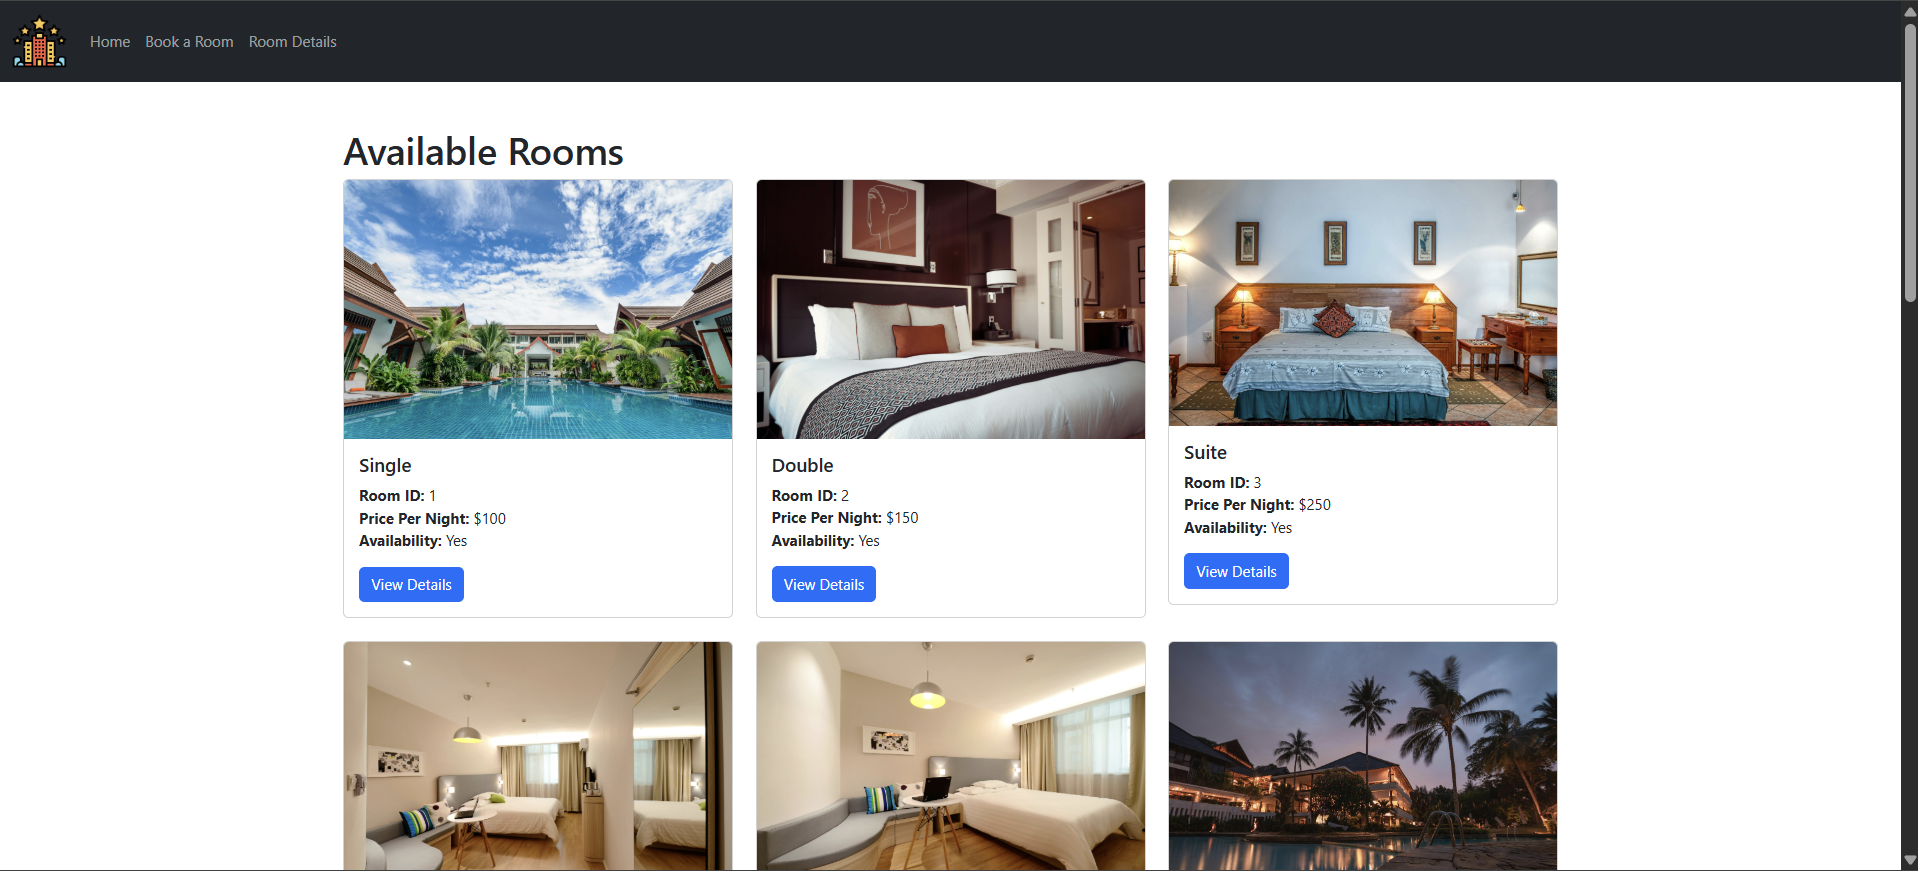 Home Book a Room Room Details
Available Rooms
Single
Room ID: 1
Price Per Night: $100
Availability: Yes
View Details
Double
Room ID: 2
Price Per Night: $150
Availability: Yes
View Details
Suite
Room ID: 3
Price Per Night: $250
Availability: Yes
View Details